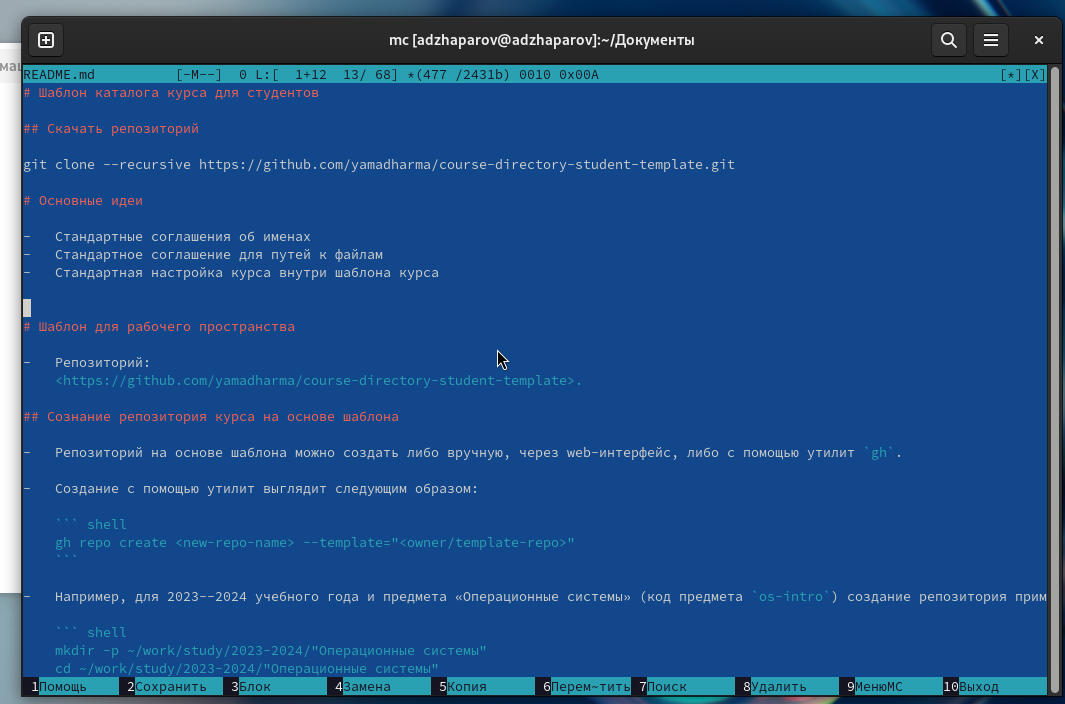 mc [adzhaparov@adzhaparov]:~/Документы
README.md [-M--] 0 L:[ 1+12 13/ 68] *(477 /2431b) 0010 0x00A [*][X]
# Шаблон каталога курса для студентов
## Скачать репозиторий
git clone --recursive https://github.com/yamadharma/course-directory-student-template.git
# Основные идеи
- Стандартные соглашения об именах
- Стандартное соглашение для путей к файлам
- Стандартная настройка курса внутри шаблона курса
# Шаблон для рабочего пространства
- Репозиторий:
<https://github.com/yamadharma/course-directory-student-template>.
## Сознание репозитория курса на основе шаблона
- Репозиторий на основе шаблона можно создать либо вручную, через web-интерфейс, либо с помощью утилит `gh`.
- Создание с помощью утилит выглядит следующим образом:
``` shell
gh repo create <new-repo-name> --template="<owner/template-repo>"
```
- Например, для 2023--2024 учебного года и предмета «Операционные системы» (код предмета `os-intro`) создание репозитория прим
``` shell
mkdir -p ~/work/study/2023-2024/"Операционные системы"
cd ~/work/study/2023-2024/"Операционные системы"
1Помощь 2Сохранить 3Блок 4Замена 5Копия 6Перем~тить 7Поиск 8Удалить 9МенюМС 10Выход